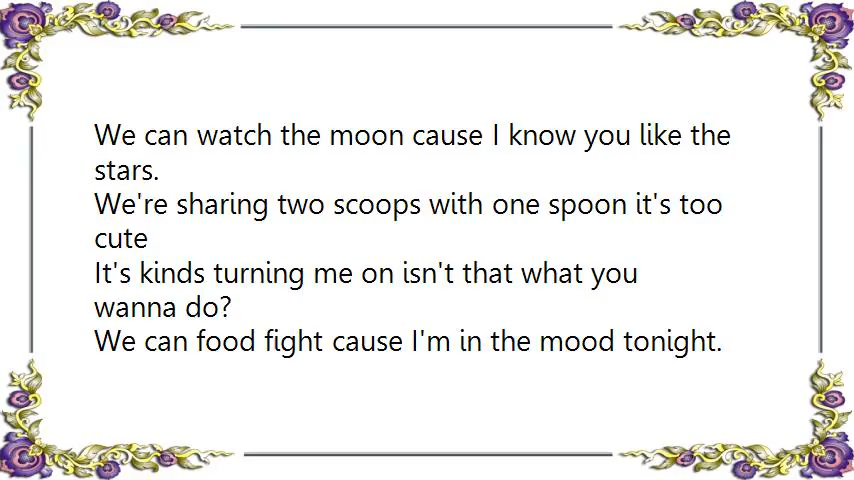 We can watch the moon cause I know you like the
stars.
We're sharing two scoops with one spoon it's too
cute
It's kinds turning me on isn't that what you
wanna do?
We can food fight cause I'm in the mood tonight.